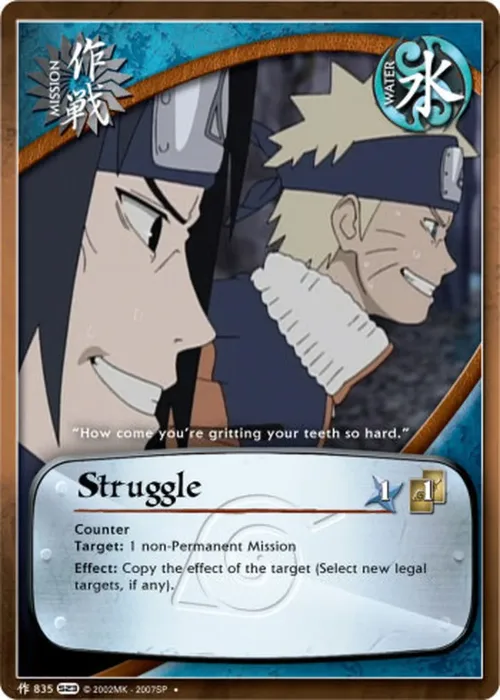 MISSION
作戦
WATER
水
"How come you're gritting your teeth so hard."
Struggle
1
1
Counter
Target: 1 non-Permanent Mission
Effect: Copy the effect of the target (Select new legal
targets, if any).
作 835 S23 © 2002MK - 2007SP •